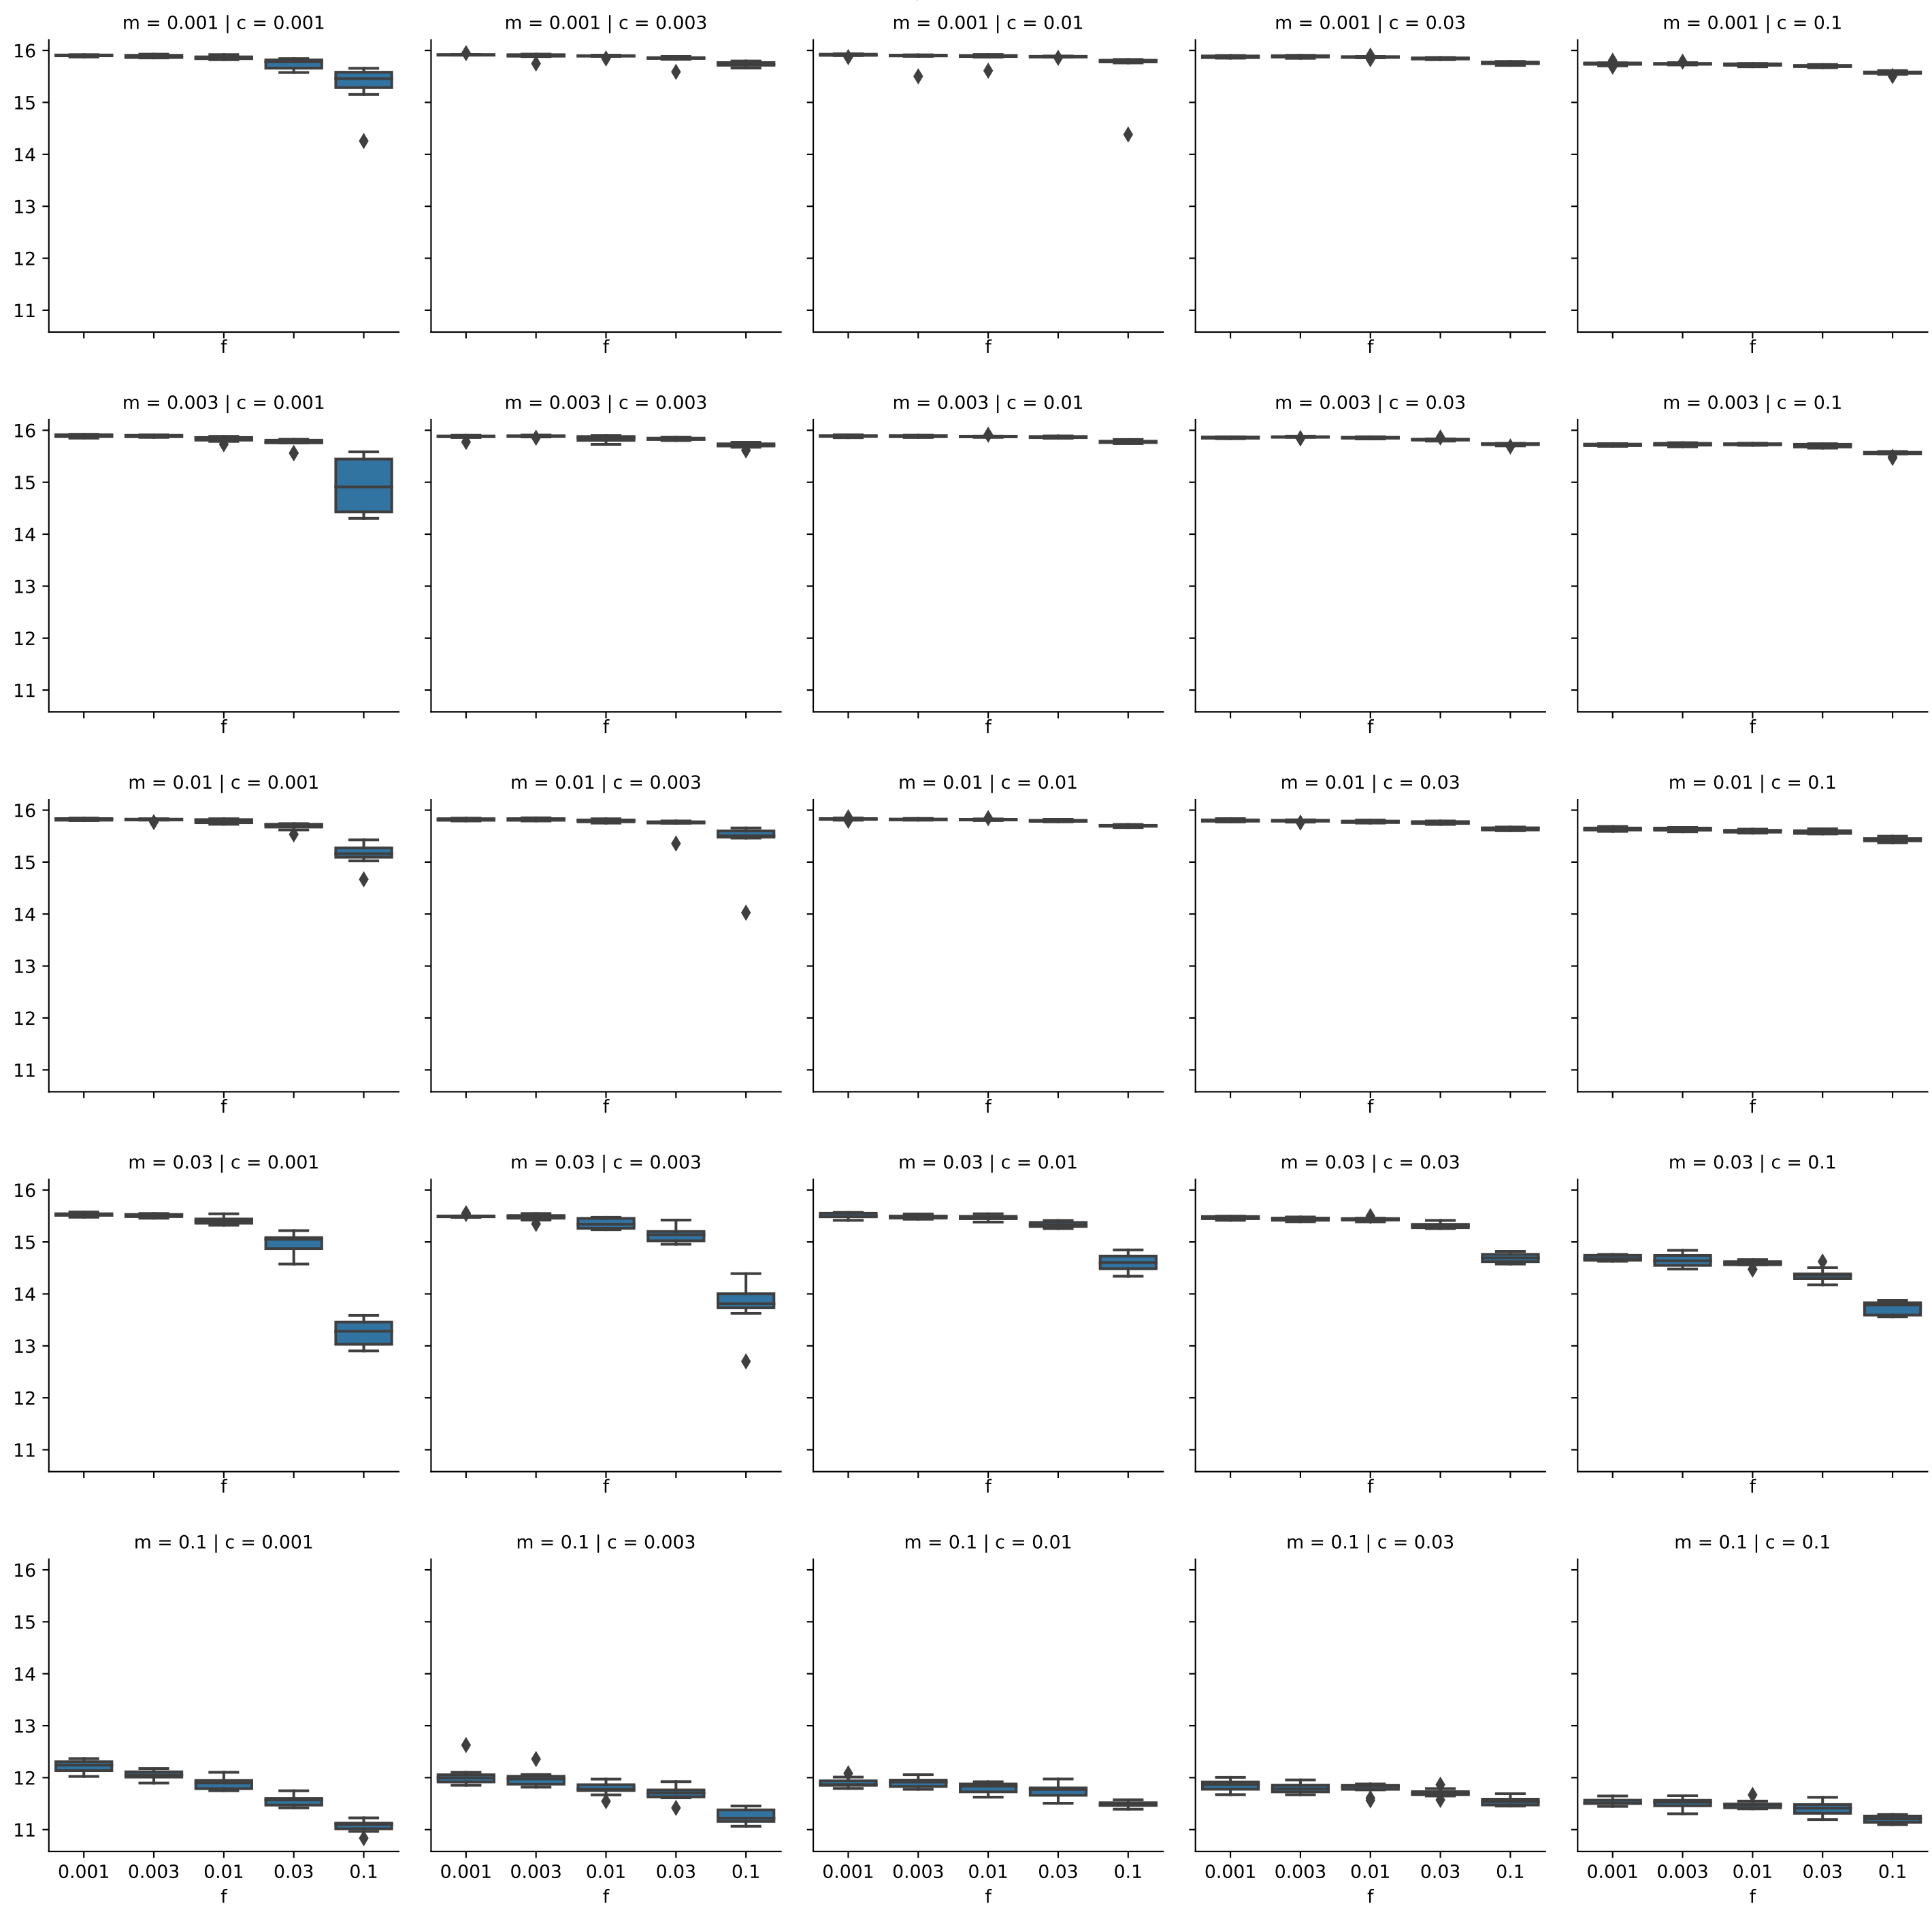 m = 0.001 | c = 0.001
m = 0.001 | c = 0.003
m = 0.001 | c = 0.01
m = 0.001 | c = 0.03
m = 0.001 | c = 0.1
16
15
14
13
12
11
f
f
f
f
f
m = 0.003 | c = 0.001
m = 0.003 | c = 0.003
m = 0.003 | c = 0.01
m = 0.003 | c = 0.03
m = 0.003 | c = 0.1
16
15
14
13
12
11
f
f
f
f
f
m = 0.01 | c = 0.001
m = 0.01 | c = 0.003
m = 0.01 | c = 0.01
m = 0.01 | c = 0.03
m = 0.01 | c = 0.1
16
15
14
13
12
11
f
f
f
f
f
m = 0.03 | c = 0.001
m = 0.03 | c = 0.003
m = 0.03 | c = 0.01
m = 0.03 | c = 0.03
m = 0.03 | c = 0.1
16
15
14
13
12
11
f
f
f
f
f
m = 0.1 | c = 0.001
m = 0.1 | c = 0.003
m = 0.1 | c = 0.01
m = 0.1 | c = 0.03
m = 0.1 | c = 0.1
16
15
14
13
12
11
0.001 0.003 0.01 0.03 0.1
0.001 0.003 0.01 0.03 0.1
0.001 0.003 0.01 0.03 0.1
0.001 0.003 0.01 0.03 0.1
0.001 0.003 0.01 0.03 0.1
f
f
f
f
f